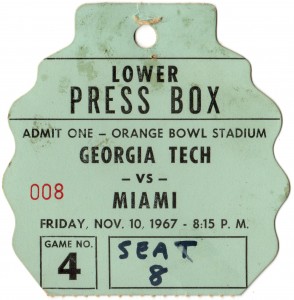 LOWER
PRESS BOX
ADMIT ONE – ORANGE BOWL STADIUM
GEORGIA TECH
– VS –
008
MIAMI
FRIDAY, NOV. 10, 1967 - 8:15 P. M.
GAME NO.
4
SEAT
8